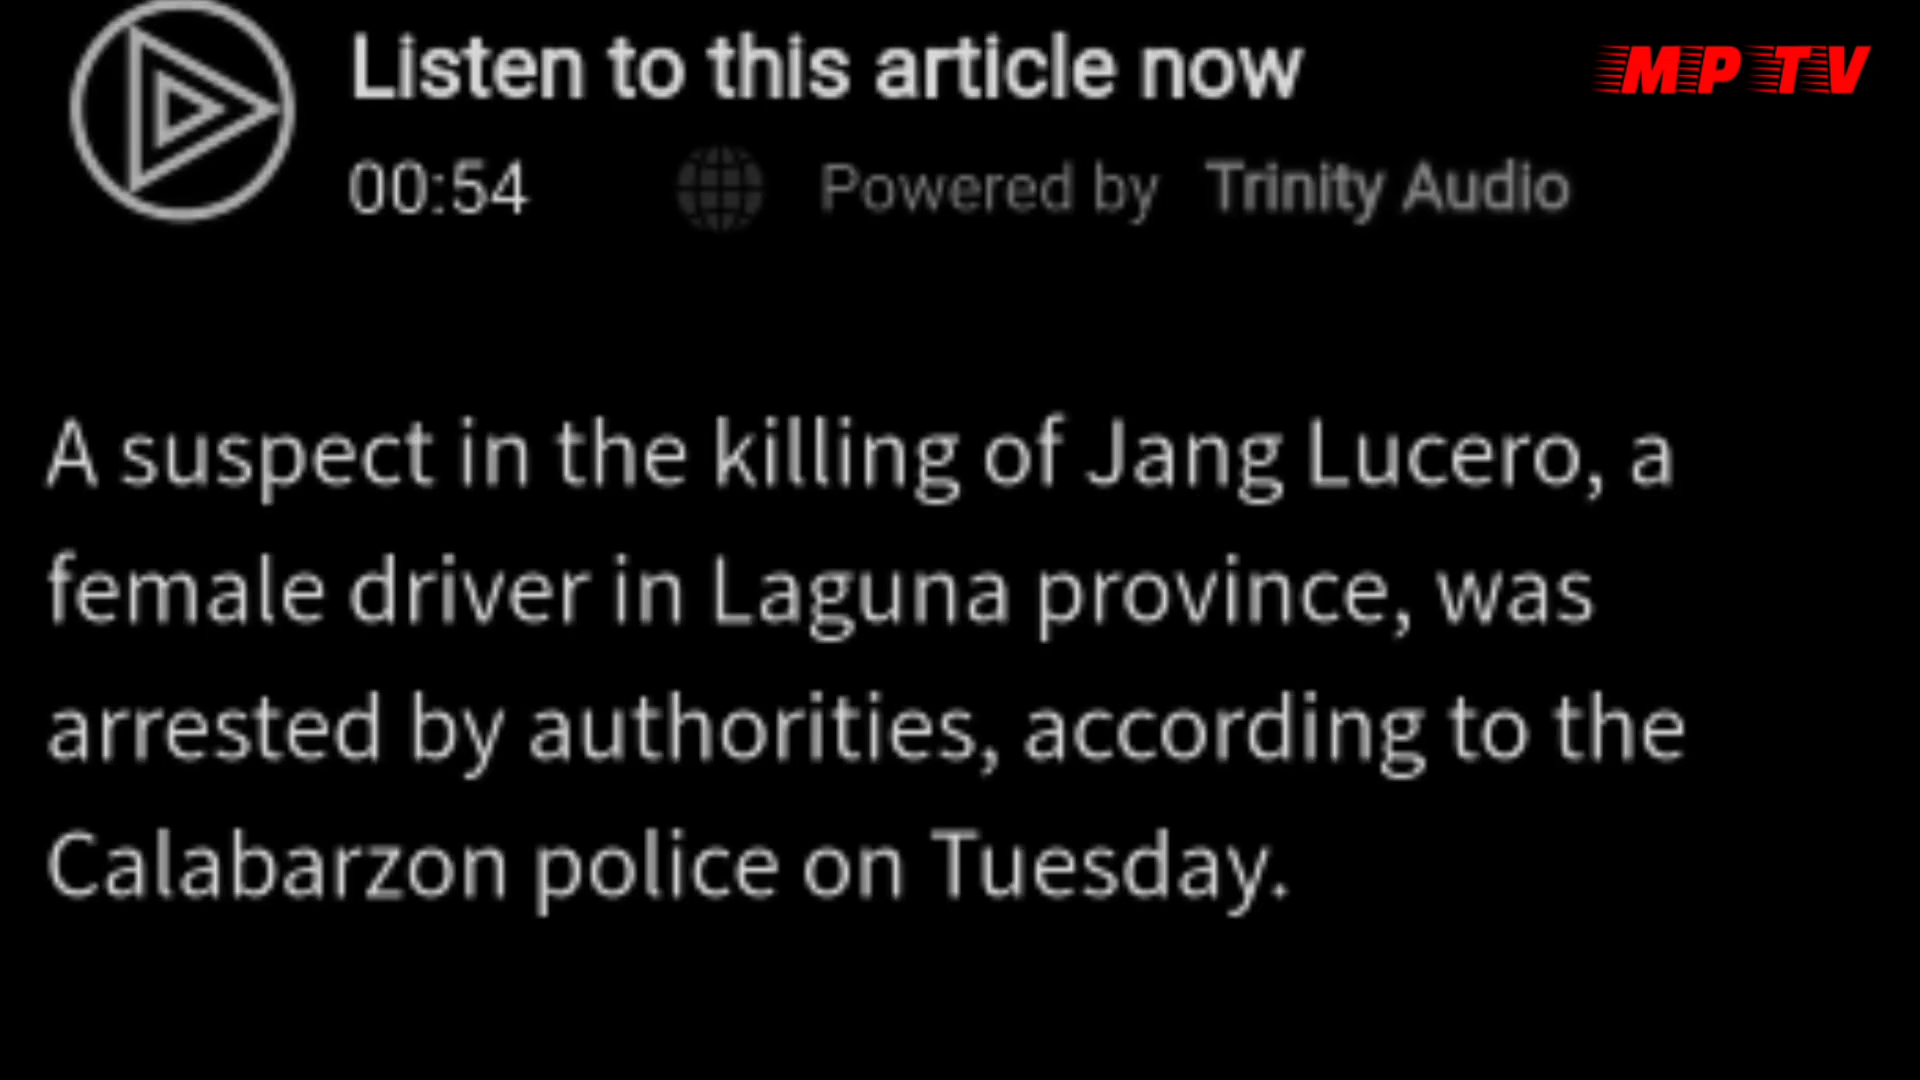 Listen to this article now
MP TV
00:54 Powered by Trinity Audio
A suspect in the killing of Jang Lucero, a
female driver in Laguna province, was
arrested by authorities, according to the
Calabarzon police on Tuesday.